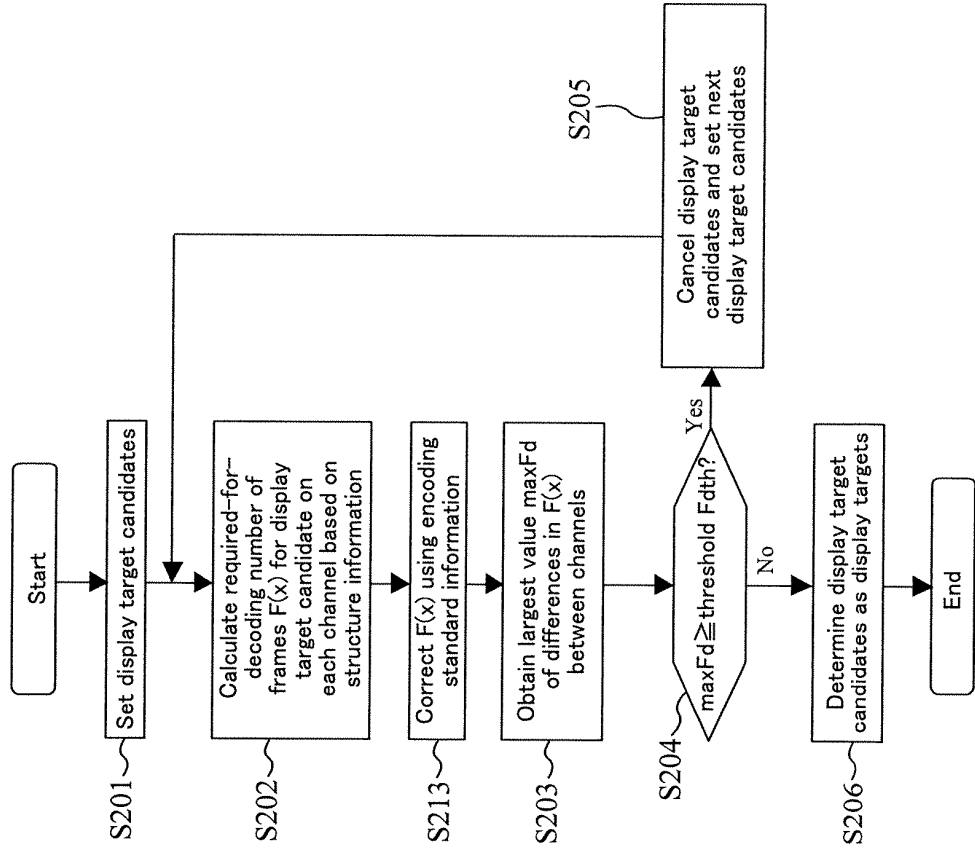 Start
S201
Set display target candidates
S202
Calculate required-for-
decoding number of
frames F(x) for display
target candidate on
each channel based on
structure information
S213
Correct F(x) using encoding
standard information
S203
Obtain largest value maxFd
of differences in F(x)
between channels
S204
maxFd≧threshold Fdth?
Yes
No
S205
Cancel display target
candidates and set next
display target candidates
S206
Determine display target
candidates as display targets
End